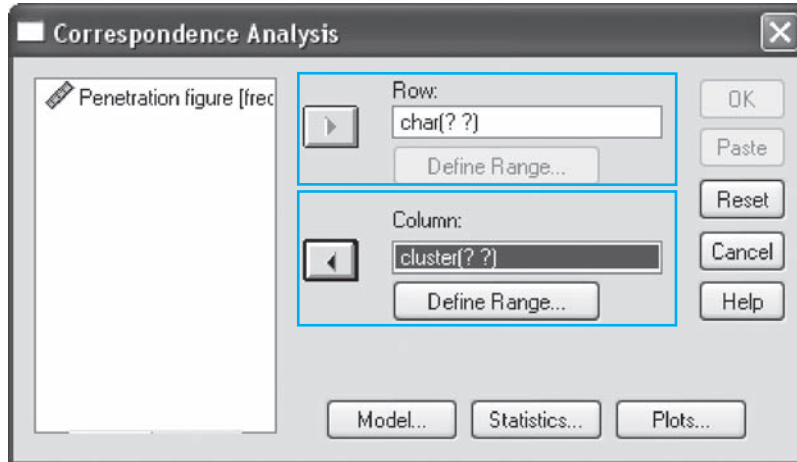 Correspondence Analysis
Penetration figure [frec
Row:
char(? ?)
Define Range...
Column:
cluster(? ?)
Define Range...
OK
Paste
Reset
Cancel
Help
Model...
Statistics...
Plots...